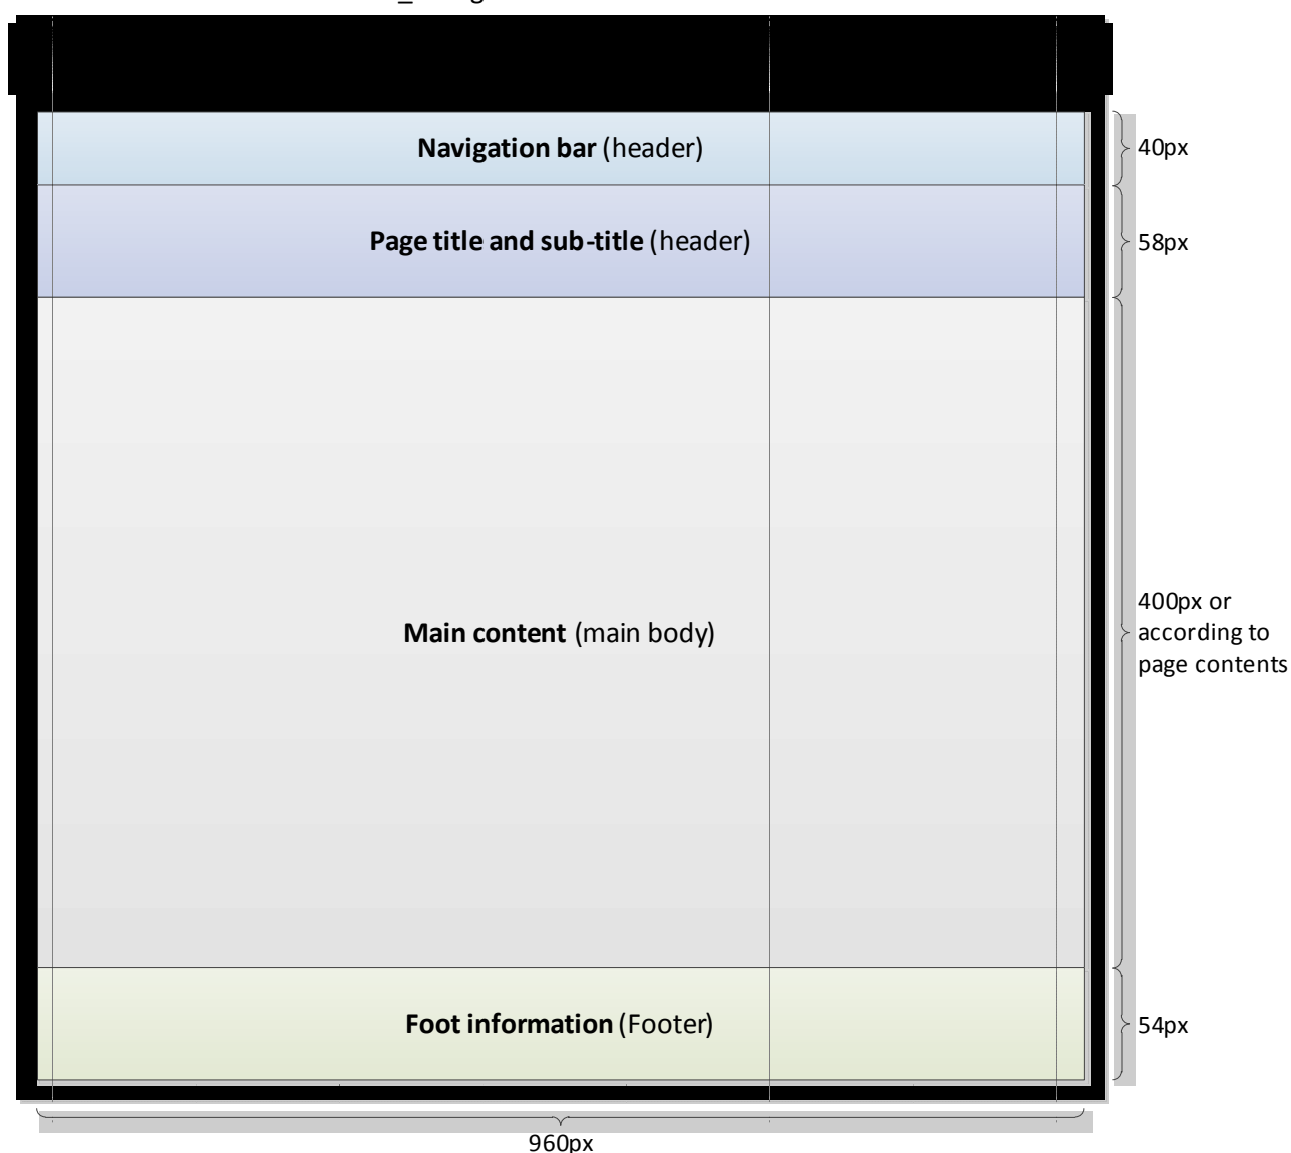 Navigation bar (header)
40px
Page title and sub-title (header)
58px
400px or
according to
page contents
Main content (main body)
Foot information (Footer)
54px
960px